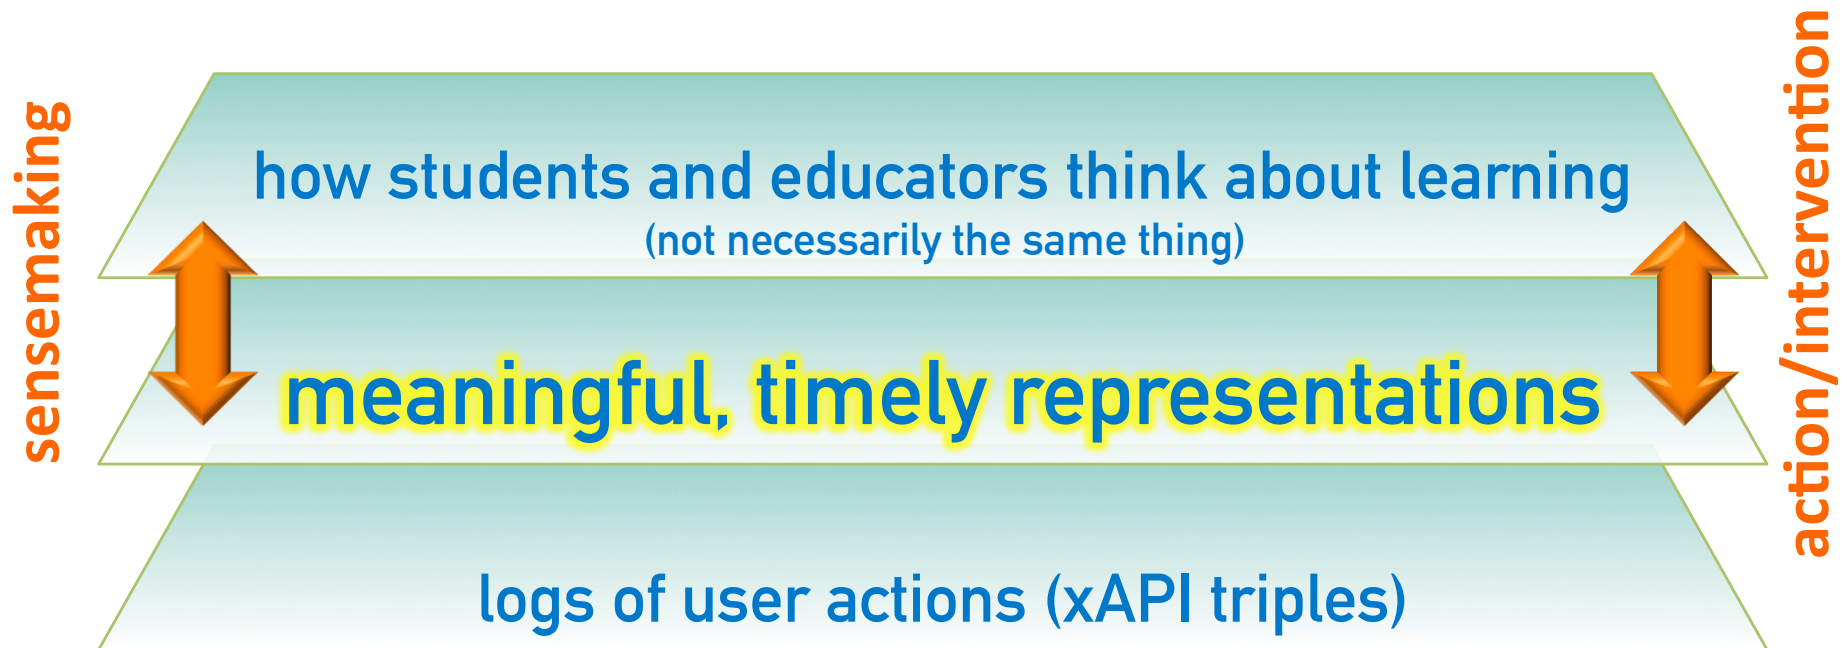 sensemaking
how students and educators think about learning
(not necessarily the same thing)
meaningful, timely representations
logs of user actions (xAPI triples)
action/intervention